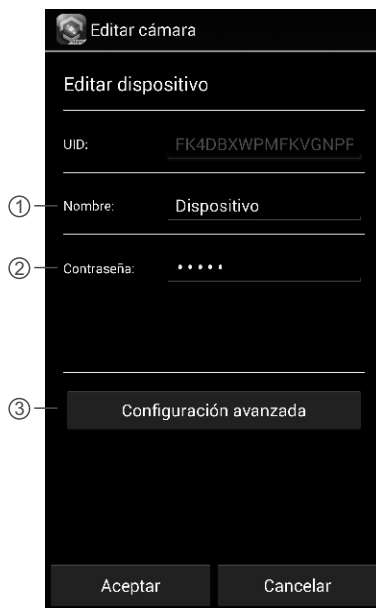 Editar cámara
Editar dispositivo
UID: FK4DBXWPMFKVGNPF
① Nombre: Dispositivo
② Contraseña: •••••
③ Configuración avanzada
Aceptar Cancelar